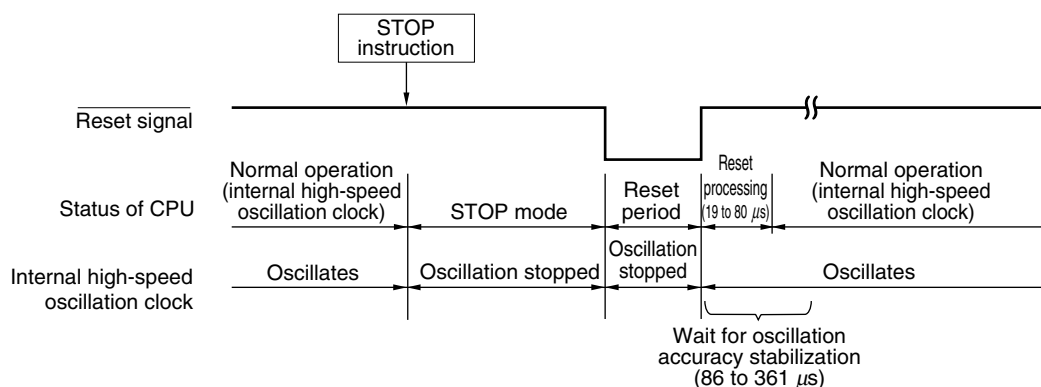 STOP
instruction
Reset signal
Normal operation
(internal high-speed
oscillation clock)
Status of CPU
STOP mode
Reset
period
Reset
processing
(19 to 80 μs)
Normal operation
(internal high-speed
oscillation clock)
Internal high-speed
oscillation clock
Oscillates
Oscillation stopped
Oscillation
stopped
Oscillates
Wait for oscillation
accuracy stabilization
(86 to 361 μs)